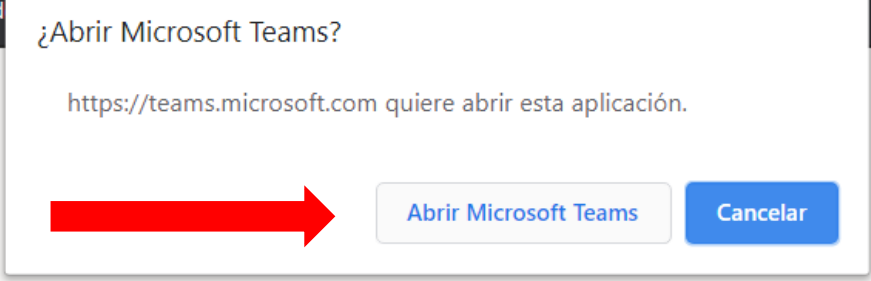 ¿Abrir Microsoft Teams?
https://teams.microsoft.com quiere abrir esta aplicación.
Abrir Microsoft Teams Cancelar